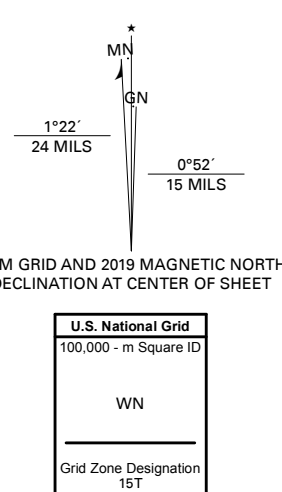 ★
MN
GN
1°22´
24 MILS
0°52´
15 MILS
M GRID AND 2019 MAGNETIC NORTH
DECLINATION AT CENTER OF SHEET
U.S. National Grid
100,000 - m Square ID
WN
Grid Zone Designation
15T